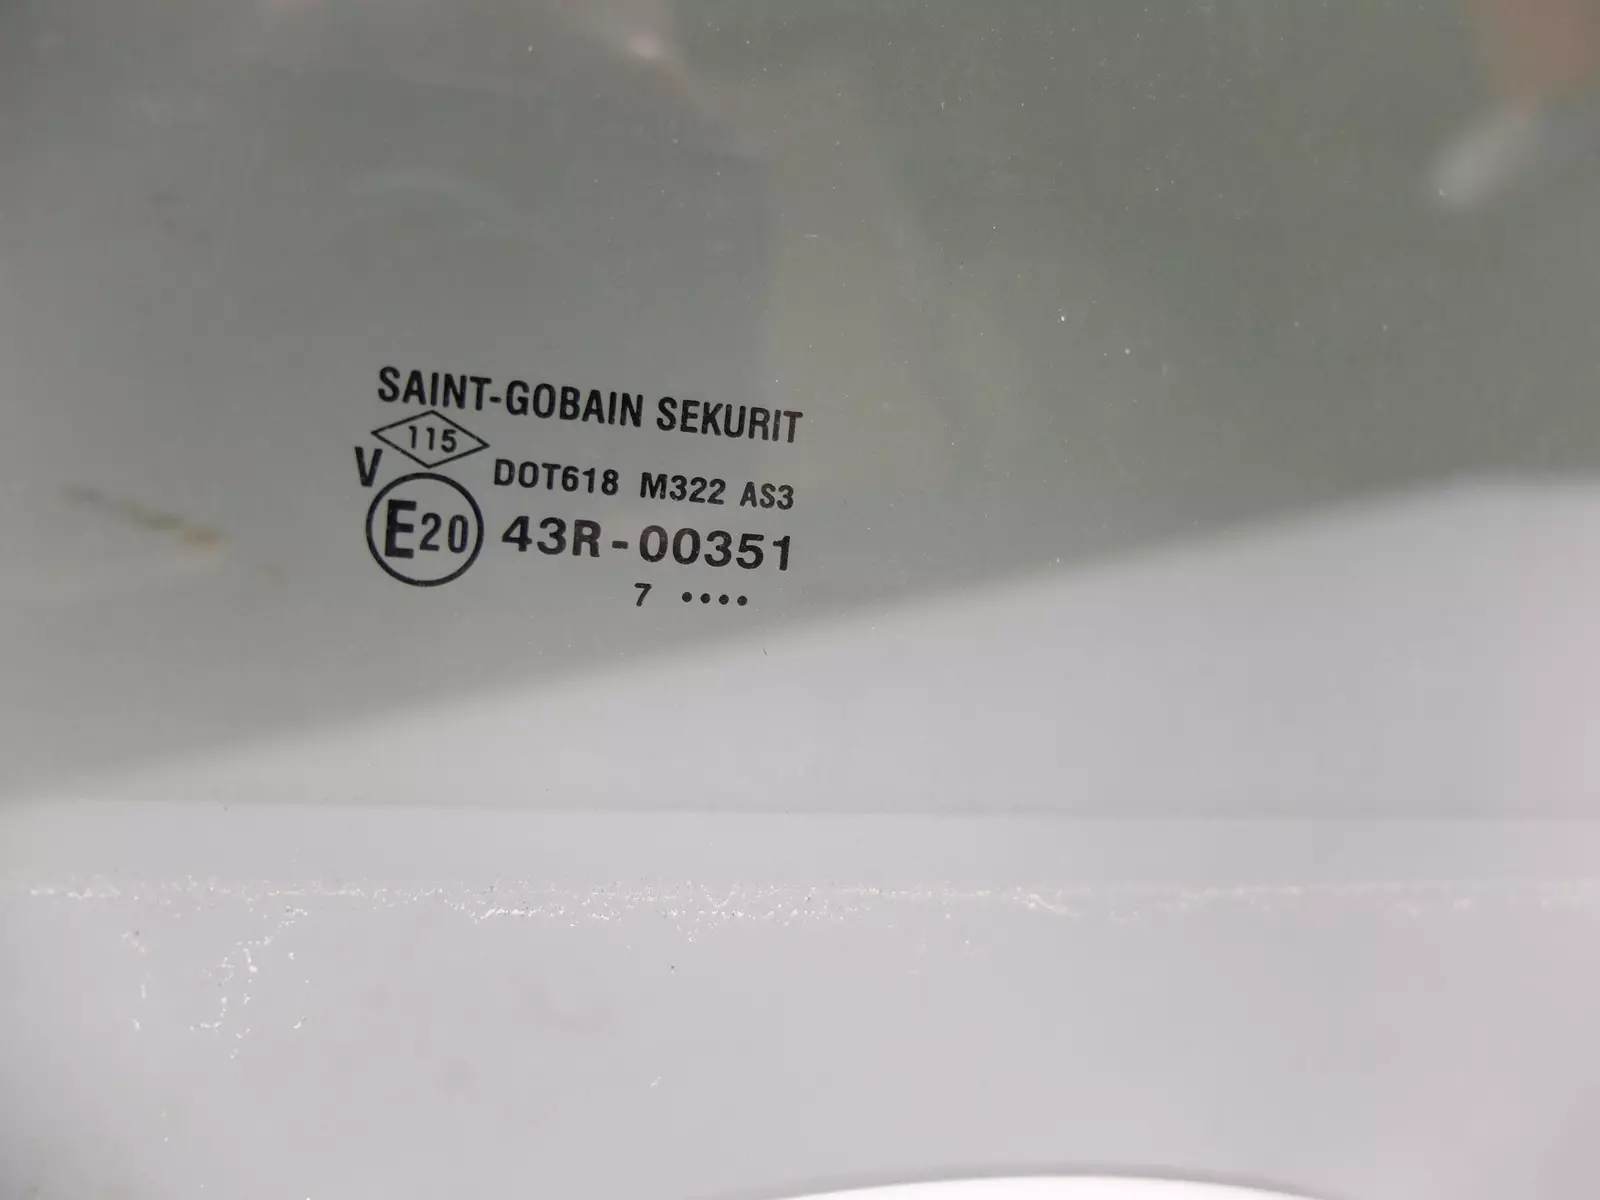 SAINT-GOBAIN SEKURIT
115
V DOT618 M322 AS3
E20 43R-00351
7 ••••